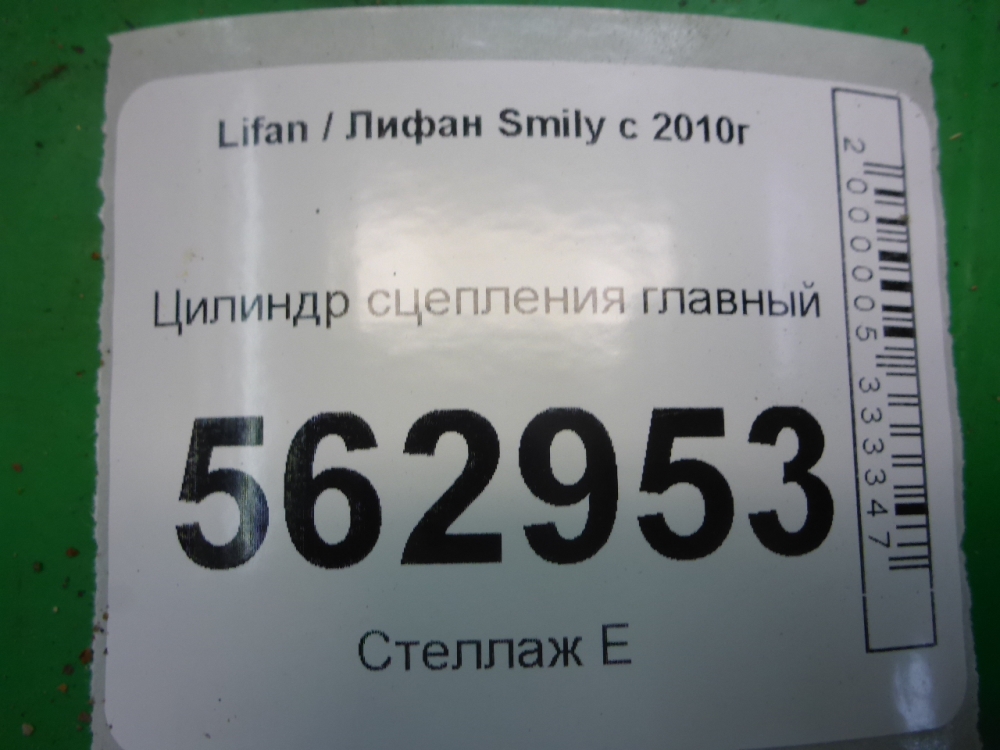 Lifan / Лифан Smily с 2010г
Цилиндр сцепления главный
562953
Стеллаж Е
2000005333347